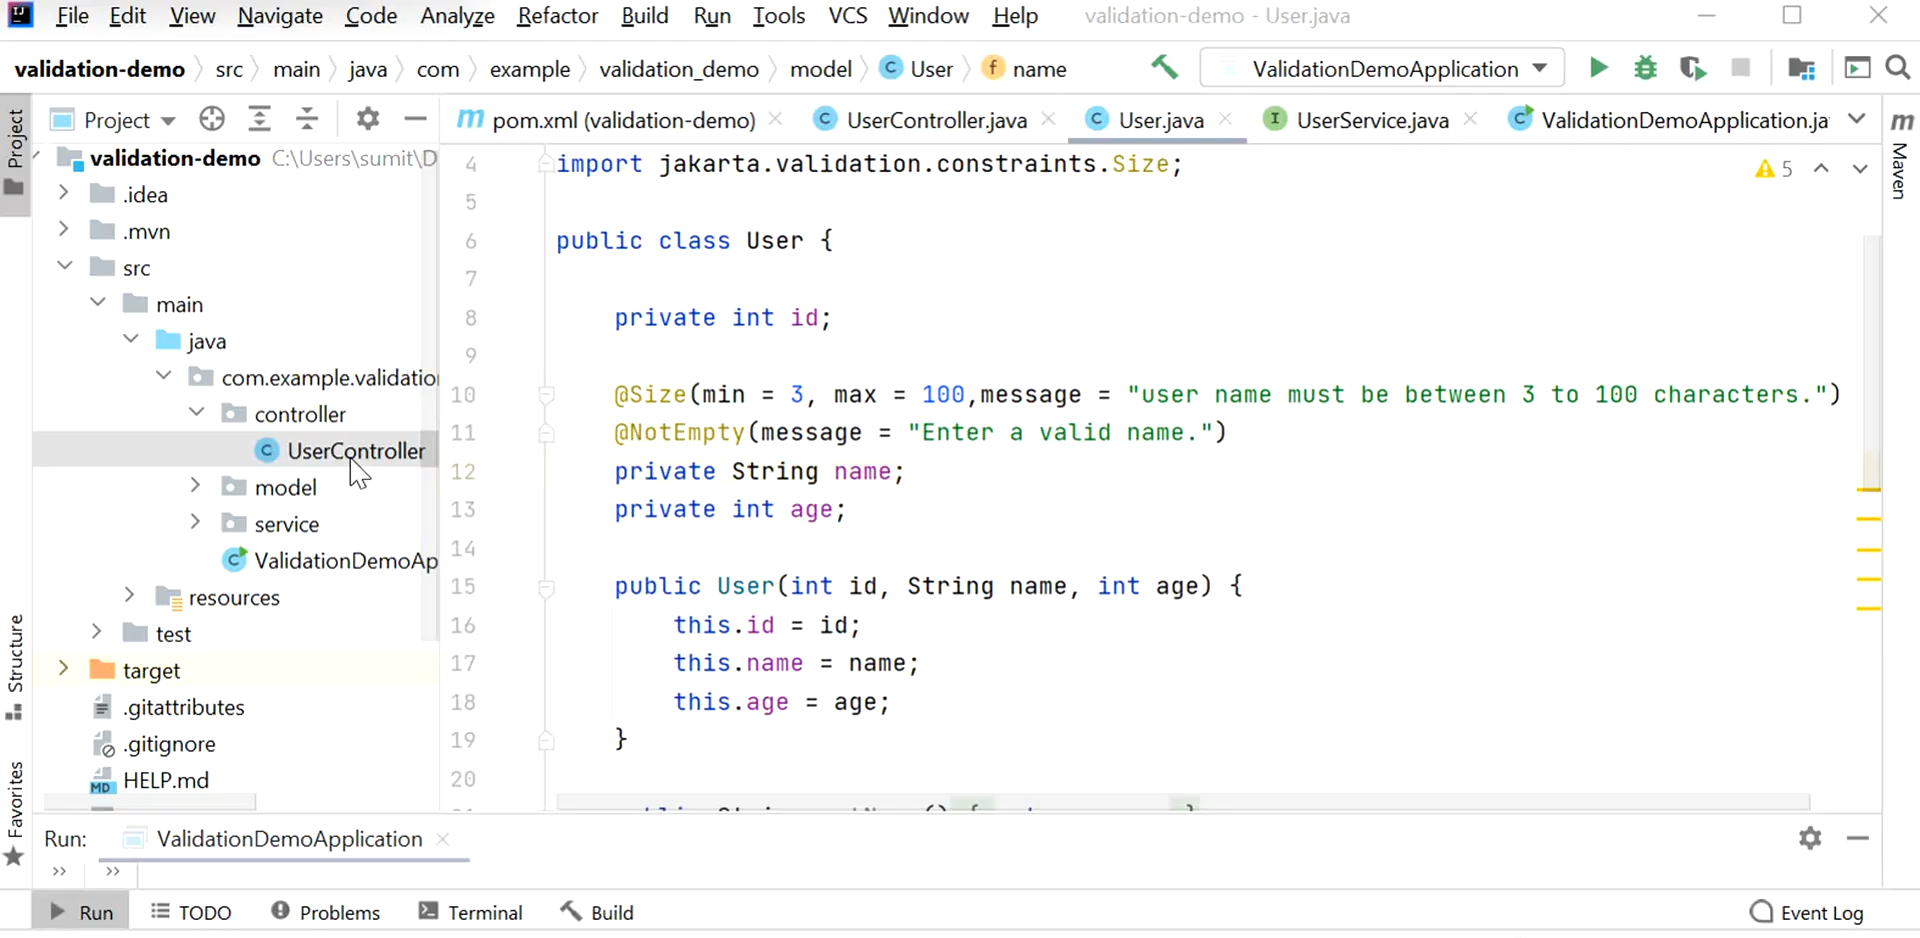 File Edit View Navigate Code Analyze Refactor Build Run Tools VCS Window Help validation-demo - User.java
validation-demo src main java com example validation_demo model C User f name ValidationDemoApplication
Project pom.xml (validation-demo) UserController.java User.java UserService.java ValidationDemoApplication.ja
Project
Maven
Structure
Favorites
validation-demo C:\Users\sumit\D
.idea
.mvn
src
main
java
com.example.validatio
controller
UserController
model
service
ValidationDemoAp
resources
test
target
.gitattributes
.gitignore
HELP.md
5
4 import jakarta.validation.constraints.Size;
5
6 public class User {
7
8 private int id;
9
10 @Size(min = 3, max = 100,message = "user name must be between 3 to 100 characters.")
11 @NotEmpty(message = "Enter a valid name.")
12 private String name;
13 private int age;
14
15 public User(int id, String name, int age) {
16 this.id = id;
17 this.name = name;
18 this.age = age;
19 }
20
Run: ValidationDemoApplication
Run TODO Problems Terminal Build Event Log